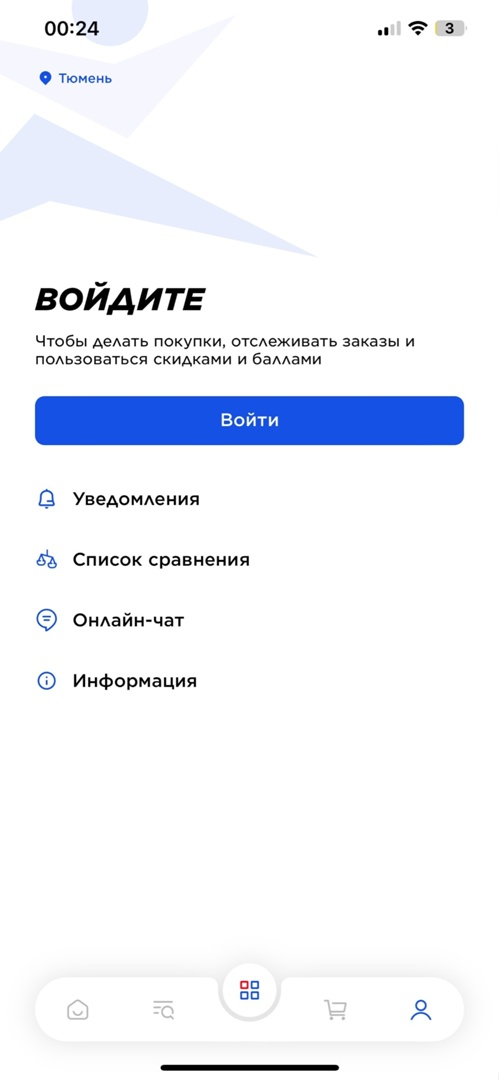 00:24
3
Тюмень
ВОЙДИТЕ
Чтобы делать покупки, отслеживать заказы и
пользоваться скидками и баллами
Войти
Уведомления
Список сравнения
Онлайн-чат
Информация